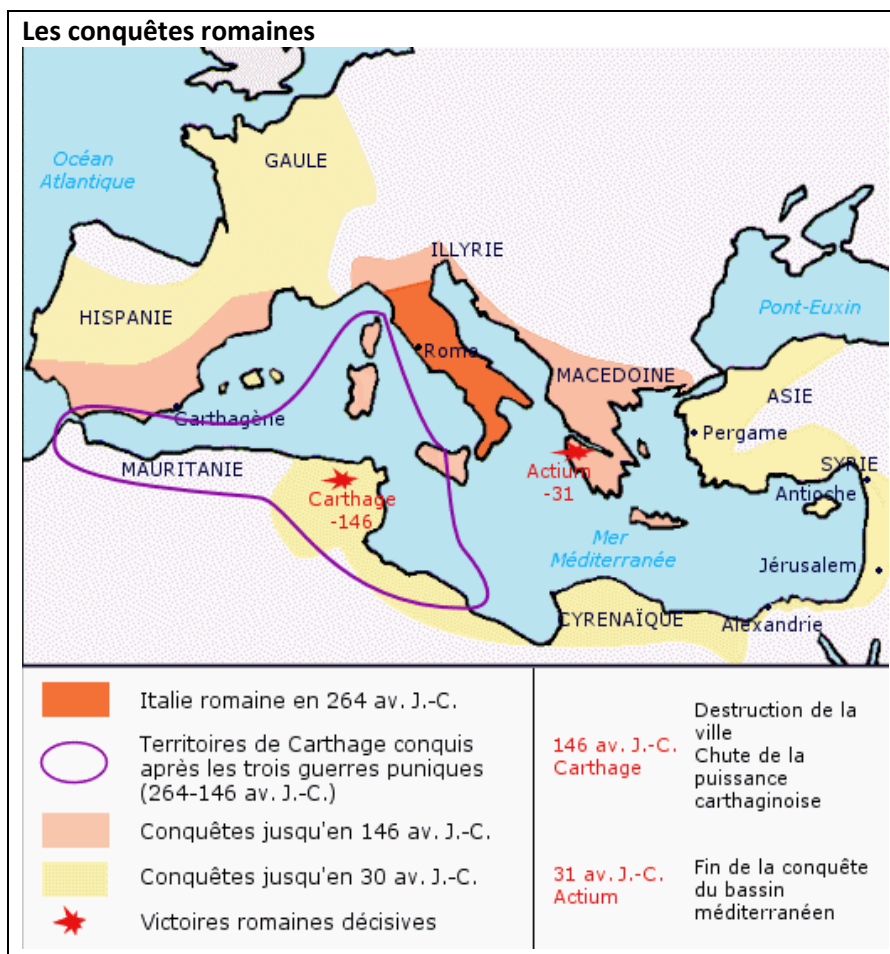 Les conquêtes romaines
Océan
Atlantique
GAULE
ILLYRIE
HISPANIE
Pont-Euxin
Rome
MACEDOINE
ASIE
Carthagène
Pergame
MAURITANIE
Actium
-31
SYRIE
Carthage
-146
Antioche
Mer
Méditerranée
Jérusalem
CYRENAÏQUE
Alexandrie
Italie romaine en 264 av. J.-C.
Territoires de Carthage conquis
après les trois guerres puniques
(264-146 av. J.-C.)
Conquêtes jusqu'en 146 av. J.-C.
Conquêtes jusqu'en 30 av. J.-C.
Victoires romaines décisives
146 av. J.-C.
Carthage
Destruction de la
ville
Chute de la
puissance
carthaginoise
31 av. J.-C.
Actium
Fin de la conquête
du bassin
méditerranéen